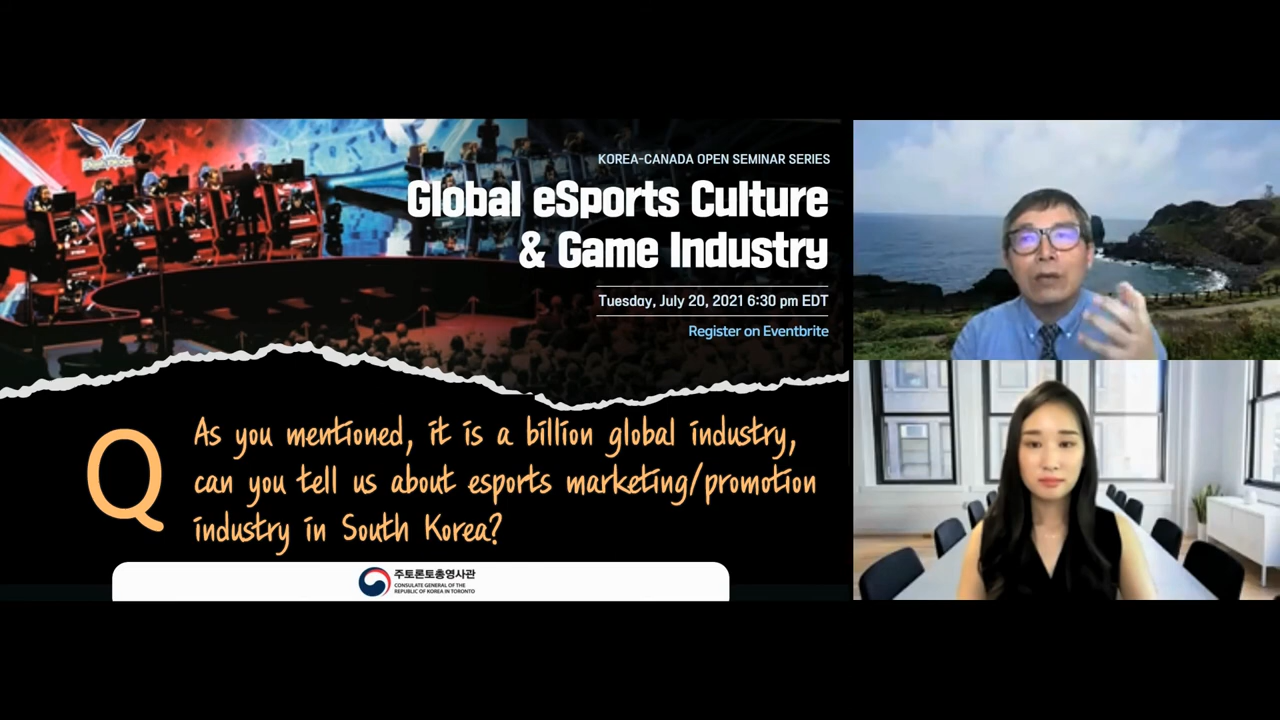 KOREA-CANADA OPEN SEMINAR SERIES
Global eSports Culture
& Game Industry
Tuesday, July 20, 2021 6:30 pm EDT
Register on Eventbrite
Q
As you mentioned, it is a billion global industry,
can you tell us about esports marketing/promotion
industry in South Korea?
주토론토총영사관
CONSULATE GENERAL OF THE
REPUBLIC OF KOREA IN TORONTO